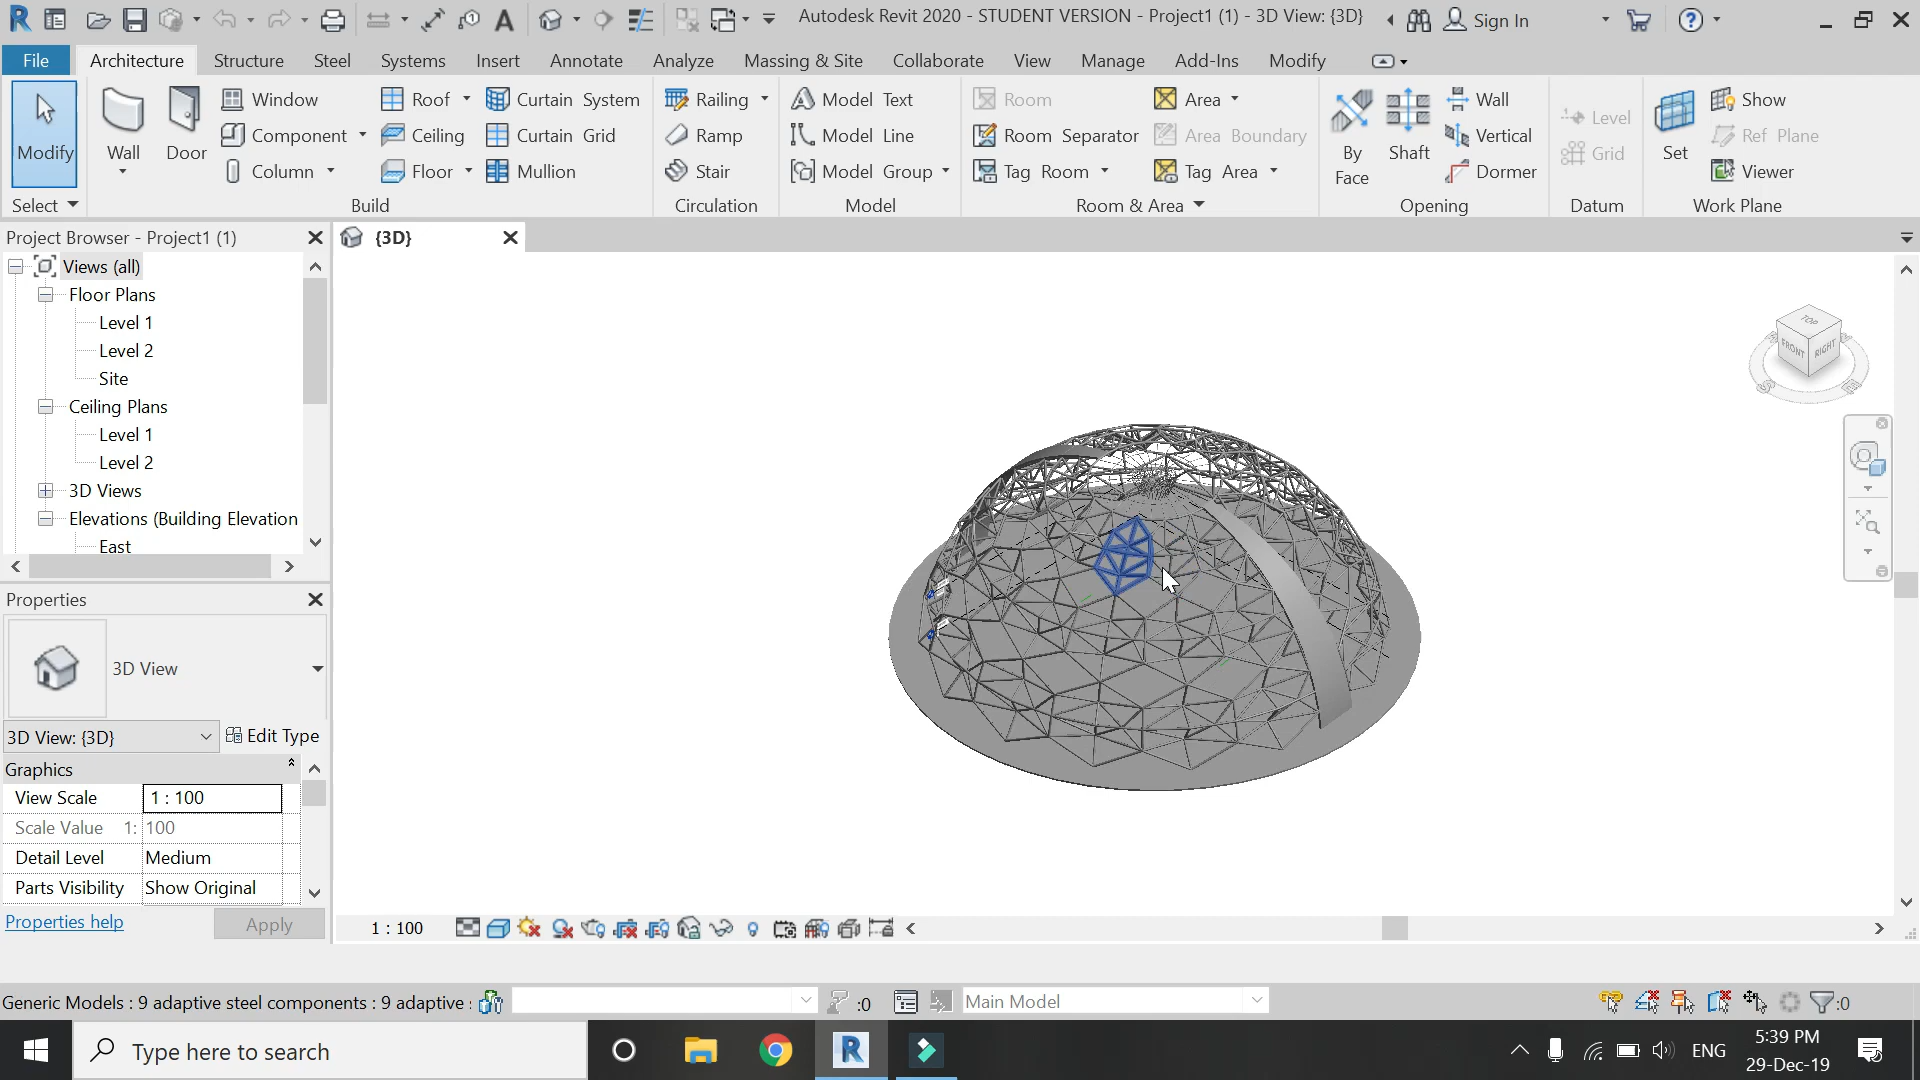 Autodesk Revit 2020 - STUDENT VERSION - Project1 (1) - 3D View: {3D}
Sign In
File Architecture Structure Steel Systems Insert Annotate Analyze Massing & Site Collaborate View Manage Add-Ins Modify
Modify
Select
Wall
Door
Window
Component
Column
Roof
Ceiling
Floor
Curtain System
Curtain Grid
Mullion
Build
Railing
Ramp
Stair
Circulation
Model Text
Model Line
Model Group
Model
Room
Room Separator
Tag Room
Area
Area Boundary
Tag Area
Room & Area
By
Face
Shaft
Wall
Vertical
Dormer
Opening
Level
Grid
Datum
Set
Show
Ref Plane
Viewer
Work Plane
Project Browser - Project1 (1)
Views (all)
Floor Plans
Level 1
Level 2
Site
Ceiling Plans
Level 1
Level 2
3D Views
Elevations (Building Elevation
East
{3D}
TOP
FRONT
RIGHT
S
E
Properties
3D View
3D View: {3D}
Edit Type
Graphics
View Scale 1 : 100
Scale Value 1: 100
Detail Level Medium
Parts Visibility Show Original
Properties help
Apply
1 : 100
Generic Models : 9 adaptive steel components : 9 adaptive :
:0
Main Model
:0
Type here to search
ENG
5:39 PM
29-Dec-19